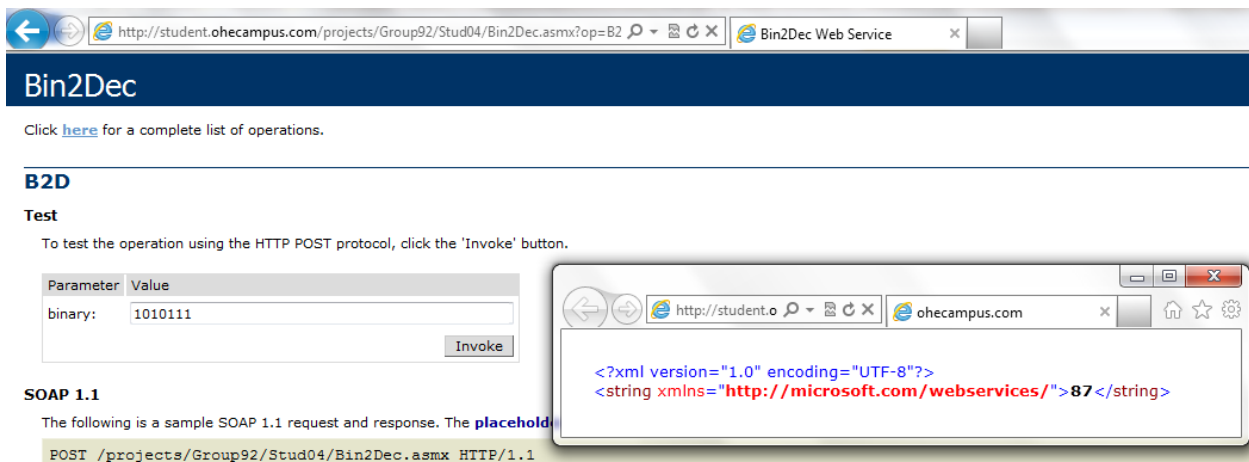 http://student.ohecampus.com/projects/Group92/Stud04/Bin2Dec.asmx?op=B2
Bin2Dec Web Service
Bin2Dec
Click here for a complete list of operations.
B2D
Test
To test the operation using the HTTP POST protocol, click the 'Invoke' button.
Parameter Value
binary: 1010111
Invoke
SOAP 1.1
The following is a sample SOAP 1.1 request and response. The
POST /projects/Group92/Stud04/Bin2Dec.asmx HTTP/1.1
http://student.o
ohecampus.com
<?xml version="1.0" encoding="UTF-8"?>
<string xmlns="http://microsoft.com/webservices/">87</string>